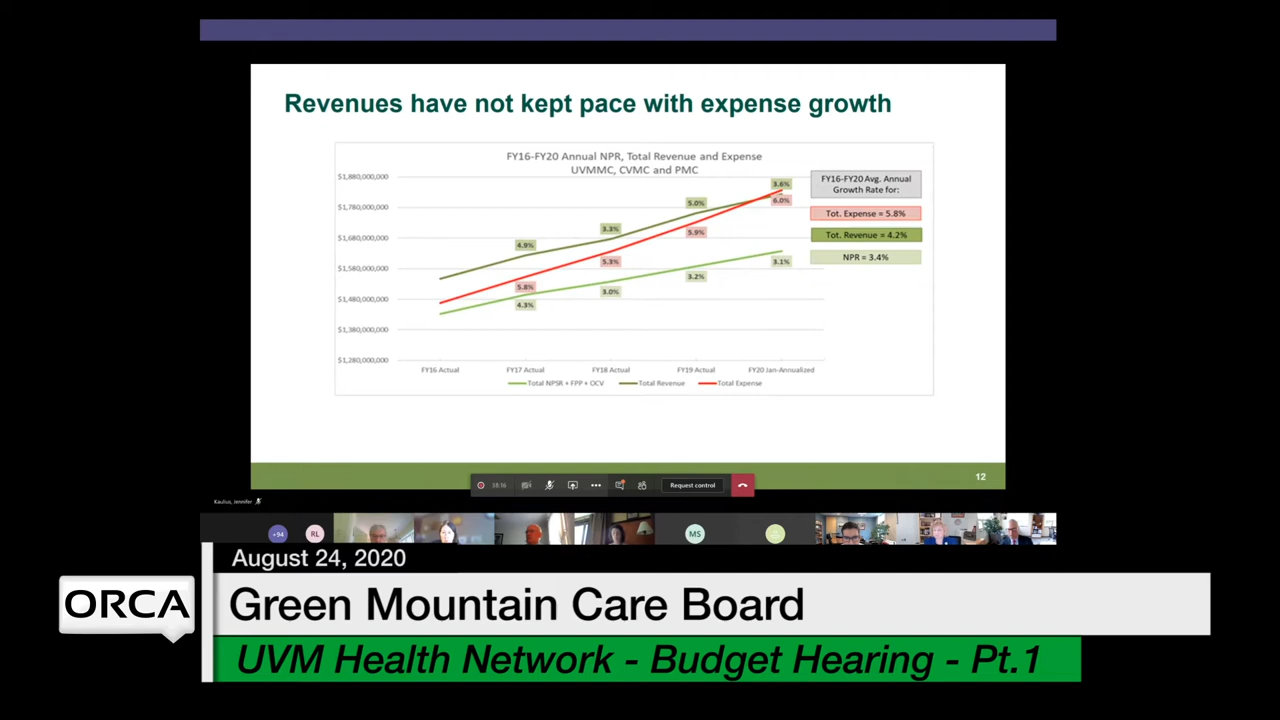 Revenues have not kept pace with expense growth
FY16-FY20 Annual NPR, Total Revenue and Expense
UVMMC, CVMC and PMC
$1,880,000,000
$1,780,000,000
$1,680,000,000
$1,580,000,000
$1,480,000,000
$1,380,000,000
$1,280,000,000
4.9%
3.3%
5.0%
3.6%
5.8%
5.3%
5.9%
6.0%
4.3%
3.0%
3.2%
3.1%
FY16 Actual
FY17 Actual
FY18 Actual
FY19 Actual
FY20 Jan-Annualized
Total NPSR + FPP + OCV
Total Revenue
Total Expense
FY16-FY20 Avg. Annual
Growth Rate for:
Tot. Expense = 5.8%
Tot. Revenue = 4.2%
NPR = 3.4%
12
38:16
Request control
Kaulius, Jennifer
+94
RL
MS
August 24, 2020
ORCA
Green Mountain Care Board
UVM Health Network - Budget Hearing - Pt.1